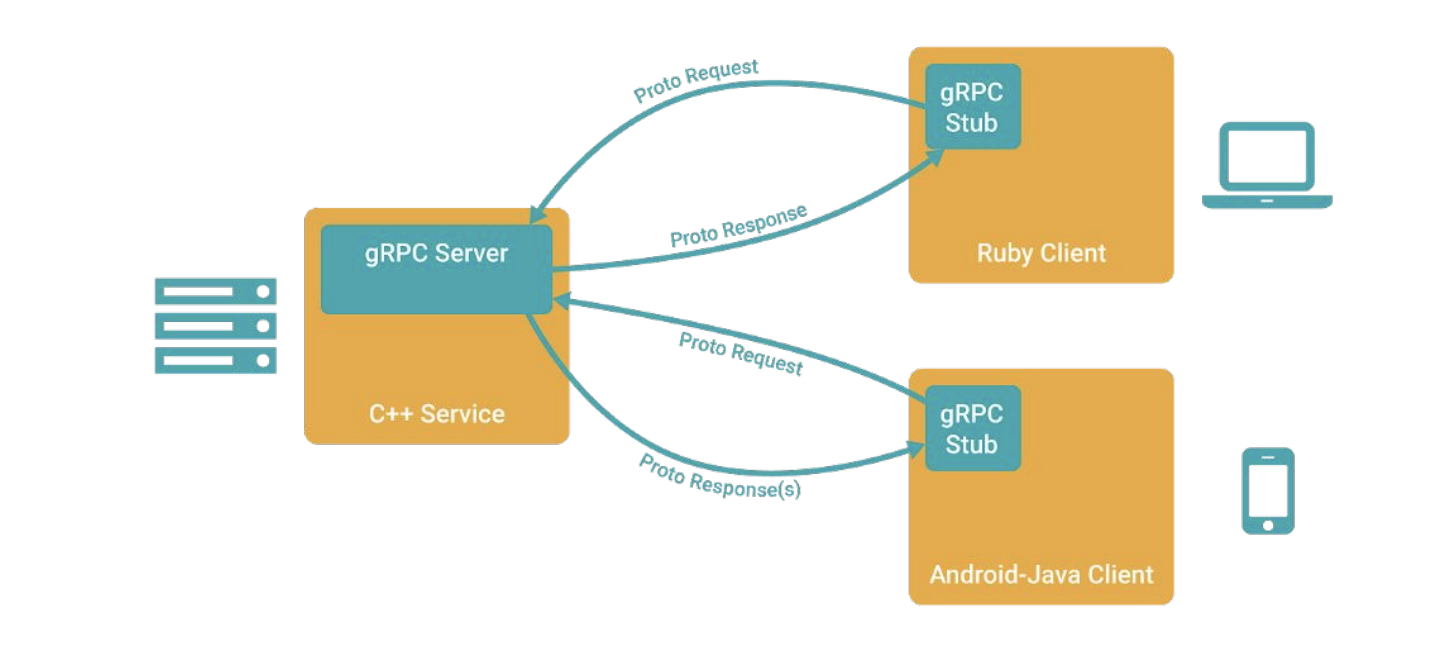 Proto Request
gRPC
Stub
Proto Response
Ruby Client
gRPC Server
C++ Service
Proto Request
gRPC
Stub
Proto Response(s)
Android-Java Client